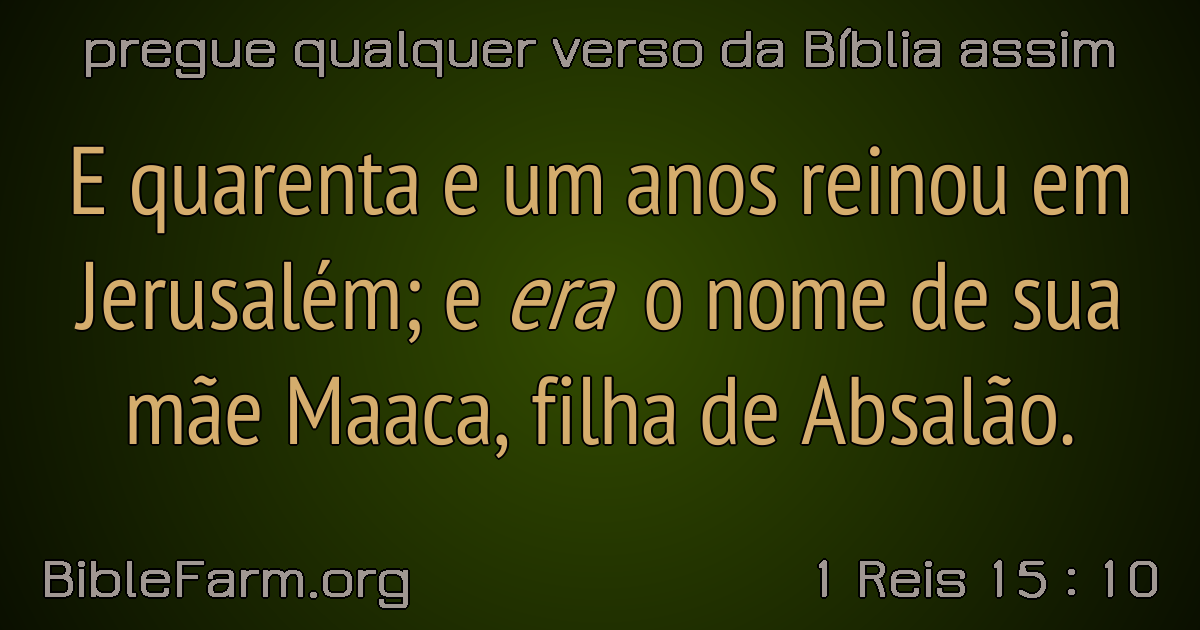 pregue qualquer verso da Bíblia assim
E quarenta e um anos reinou em
Jerusalém; e era o nome de sua
mãe Maaca, filha de Absalão.
BibleFarm.org
1 Reis 15 : 10